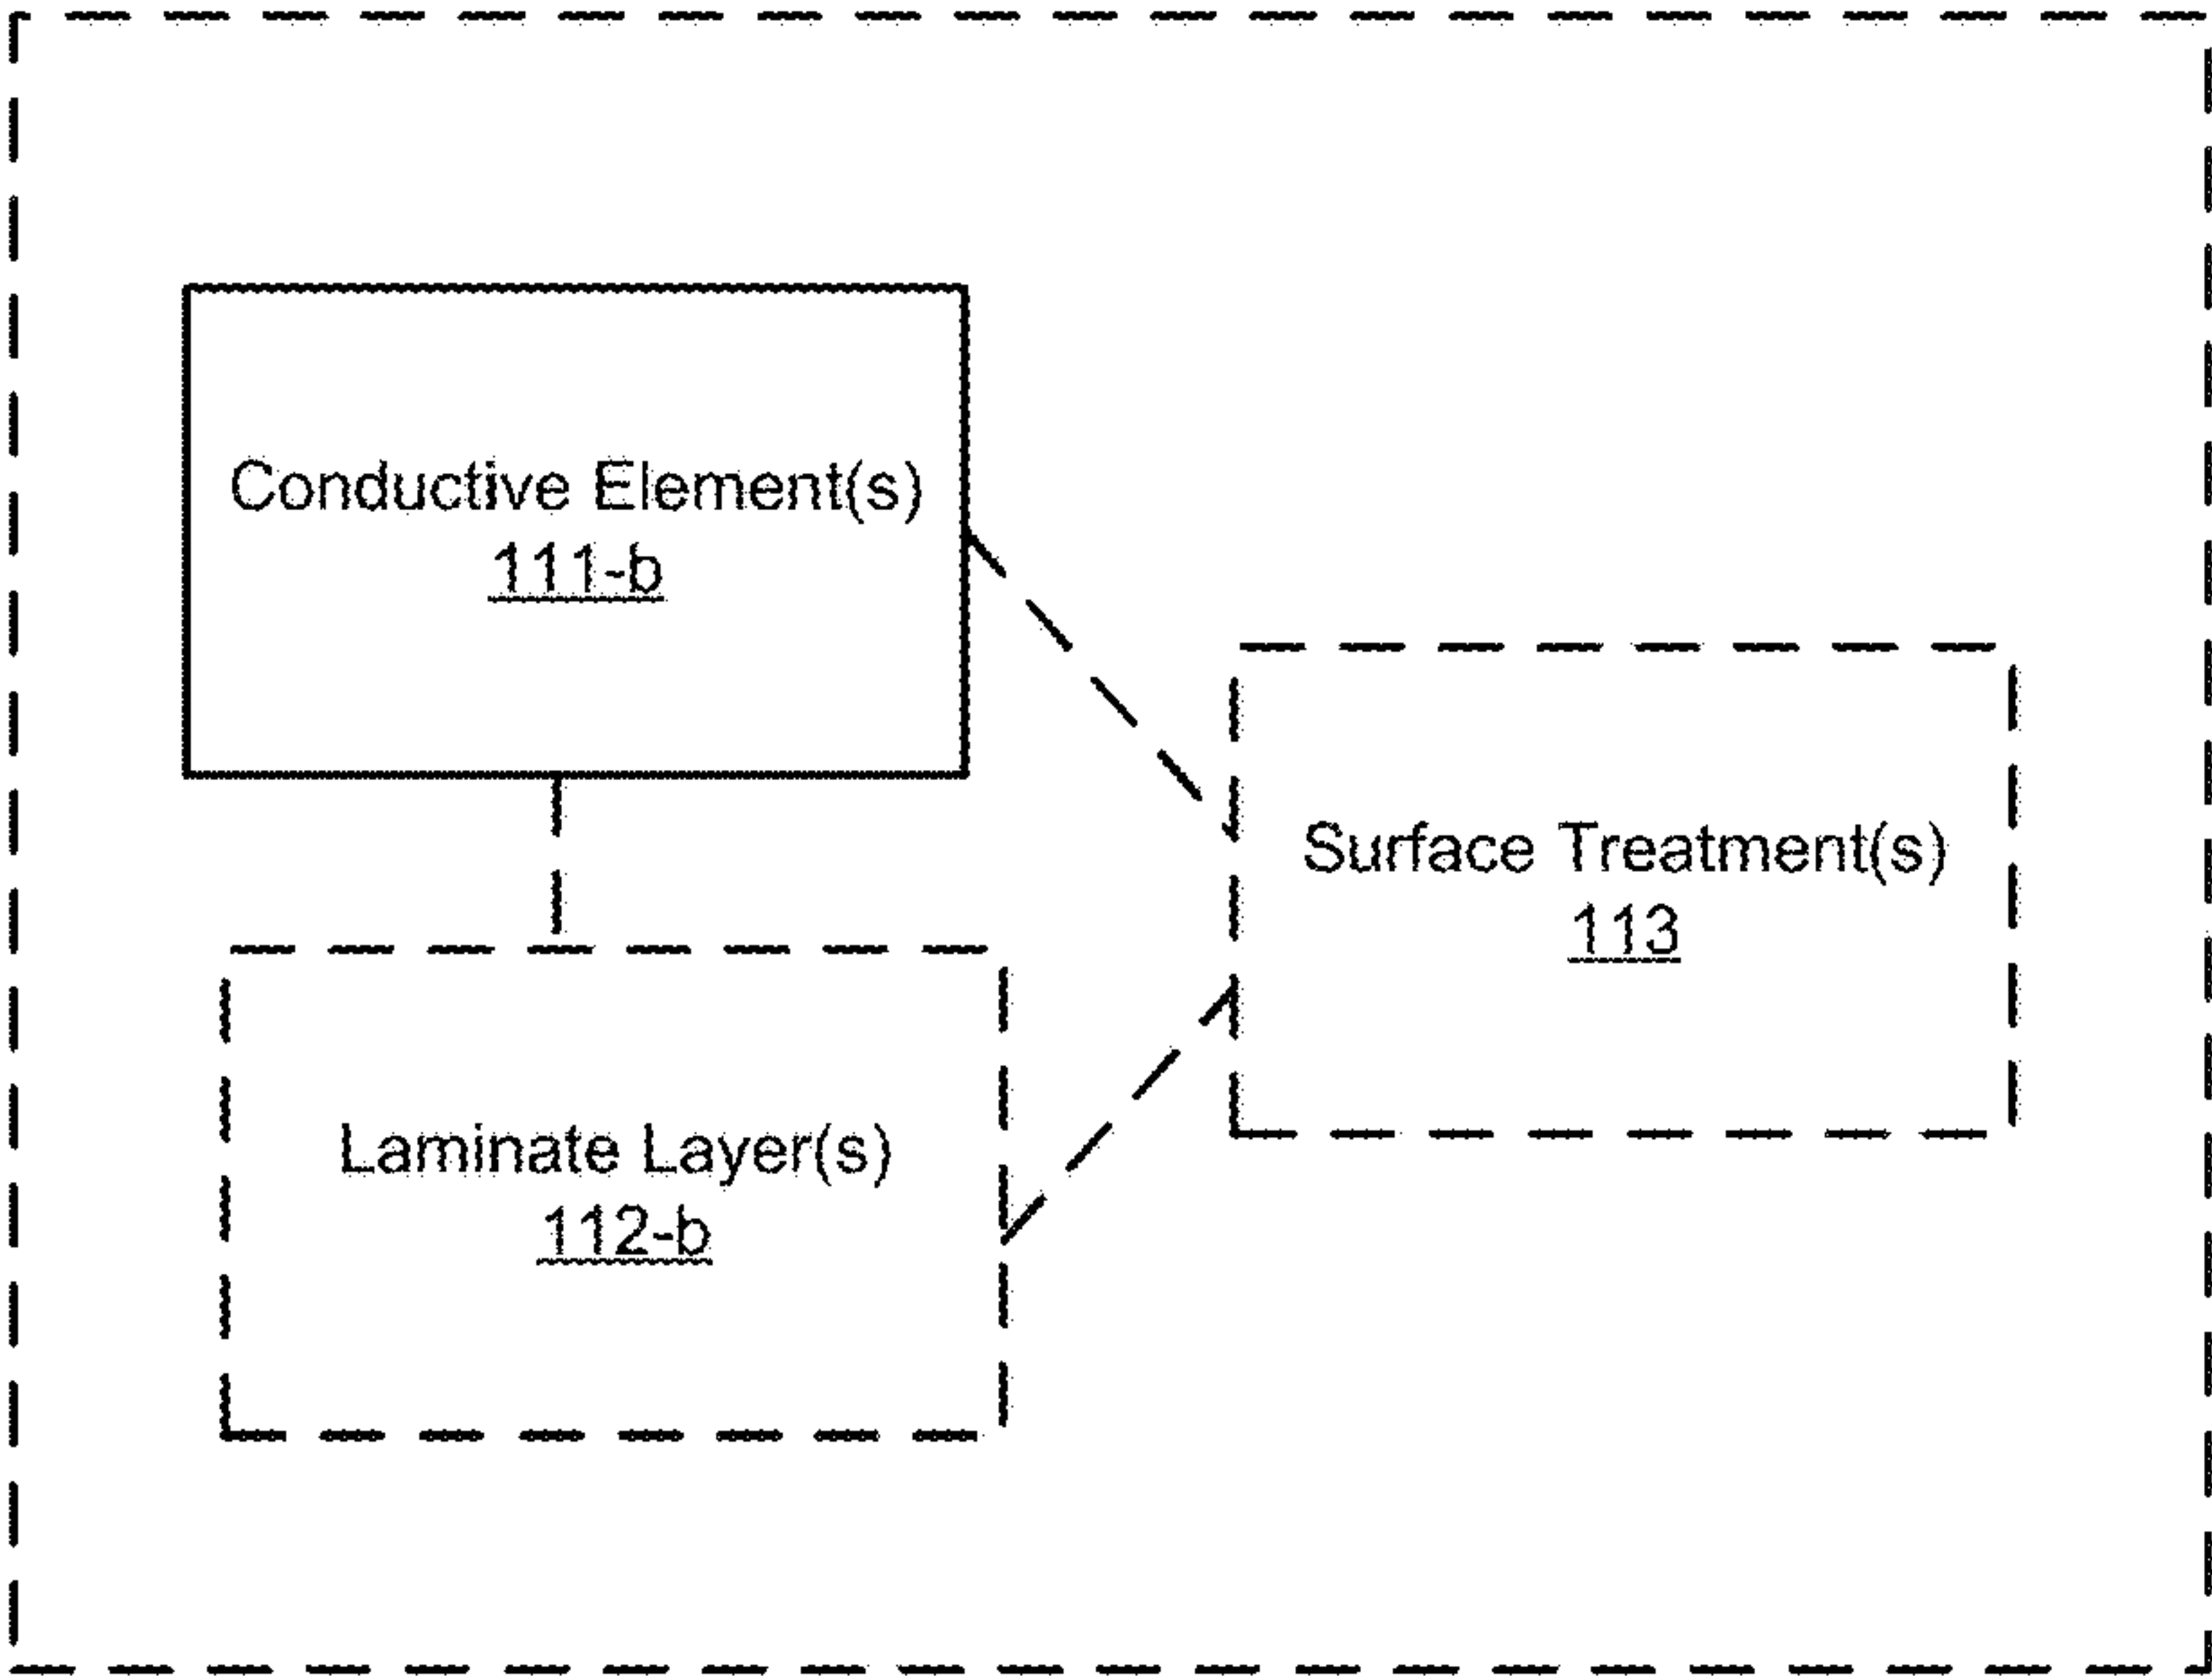 Conductive Element(s)
111-b
Surface Treatment(s)
113
Laminate Layer(s)
112-b